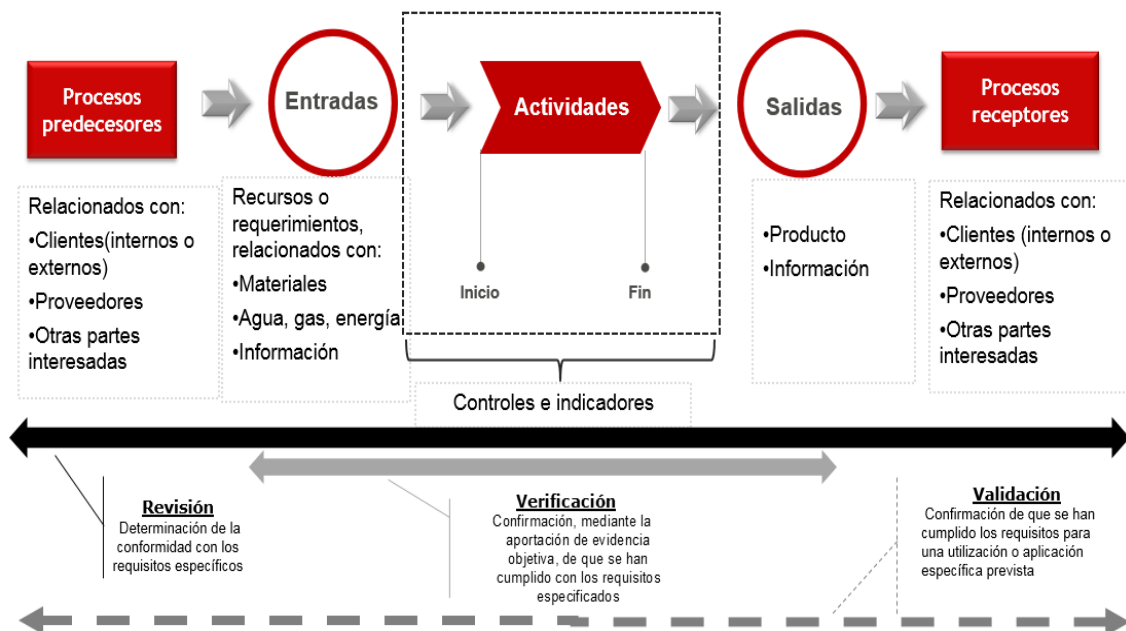 Procesos
predecesores
Entradas
Actividades
Salidas
Procesos
receptores
Relacionados con:
•Clientes(internos o
externos)
•Proveedores
•Otras partes
interesadas
Recursos o
requerimientos,
relacionados con:
•Materiales
•Agua, gas, energía
•Información
Inicio
Fin
•Producto
•Información
Relacionados con:
•Clientes (internos o
externos)
•Proveedores
•Otras partes
interesadas
Controles e indicadores
Revisión
Determinación de la
conformidad con los
requisitos específicos
Verificación
Confirmación, mediante la
aportación de evidencia
objetiva, de que se han
cumplido con los requisitos
especificados
Validación
Confirmación de que se han
cumplido los requisitos para
una utilización o aplicación
específica prevista